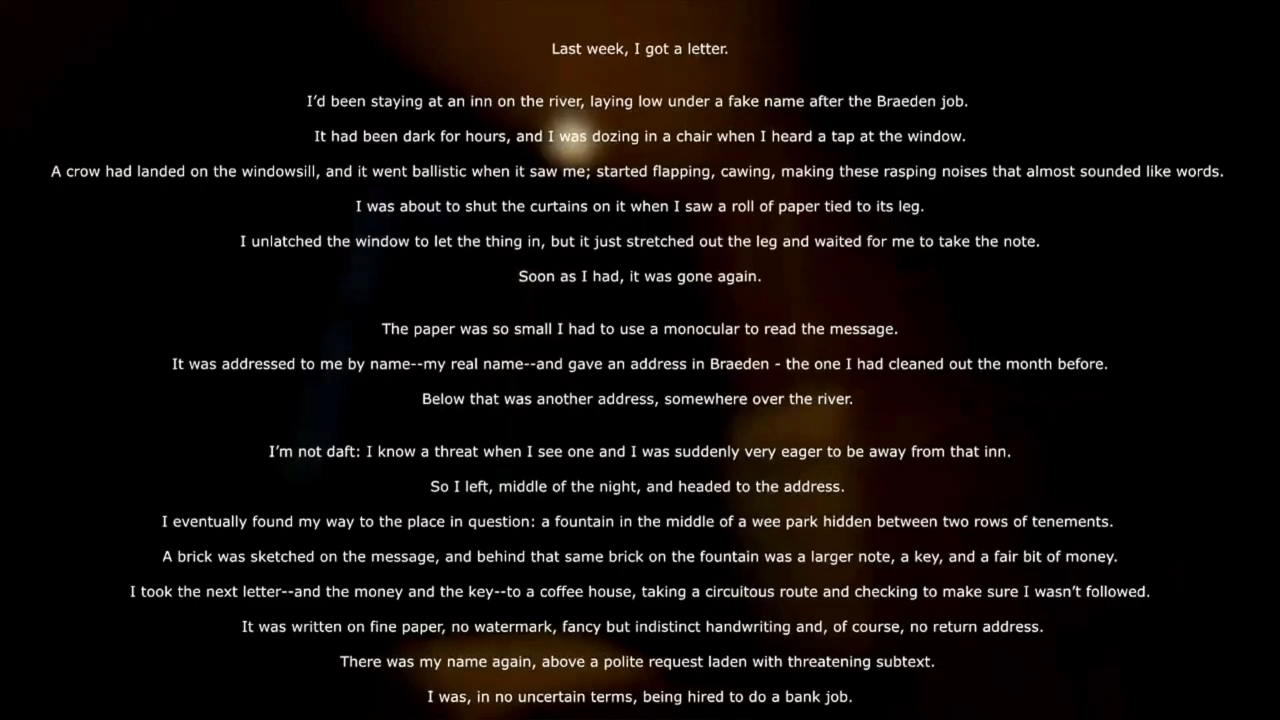 Last week, I got a letter.
I'd been staying at an inn on the river, laying low under a fake name after the Braeden job.
It had been dark for hours, and I was dozing in a chair when I heard a tap at the window.
A crow had landed on the windowsill, and it went ballistic when it saw me; started flapping, cawing, making these rasping noises that almost sounded like words.
I was about to shut the curtains on it when I saw a roll of paper tied to its leg.
I unlatched the window to let the thing in, but it just stretched out the leg and waited for me to take the note.
Soon as I had, it was gone again.
The paper was so small I had to use a monocular to read the message.
It was addressed to me by name--my real name--and gave an address in Braeden - the one I had cleaned out the month before.
Below that was another address, somewhere over the river.
I'm not daft: I know a threat when I see one and I was suddenly very eager to be away from that inn.
So I left, middle of the night, and headed to the address.
I eventually found my way to the place in question: a fountain in the middle of a wee park hidden between two rows of tenements.
A brick was sketched on the message, and behind that same brick on the fountain was a larger note, a key, and a fair bit of money.
I took the next letter--and the money and the key--to a coffee house, taking a circuitous route and checking to make sure I wasn't followed.
It was written on fine paper, no watermark, fancy but indistinct handwriting and, of course, no return address.
There was my name again, above a polite request laden with threatening subtext.
I was, in no uncertain terms, being hired to do a bank job.